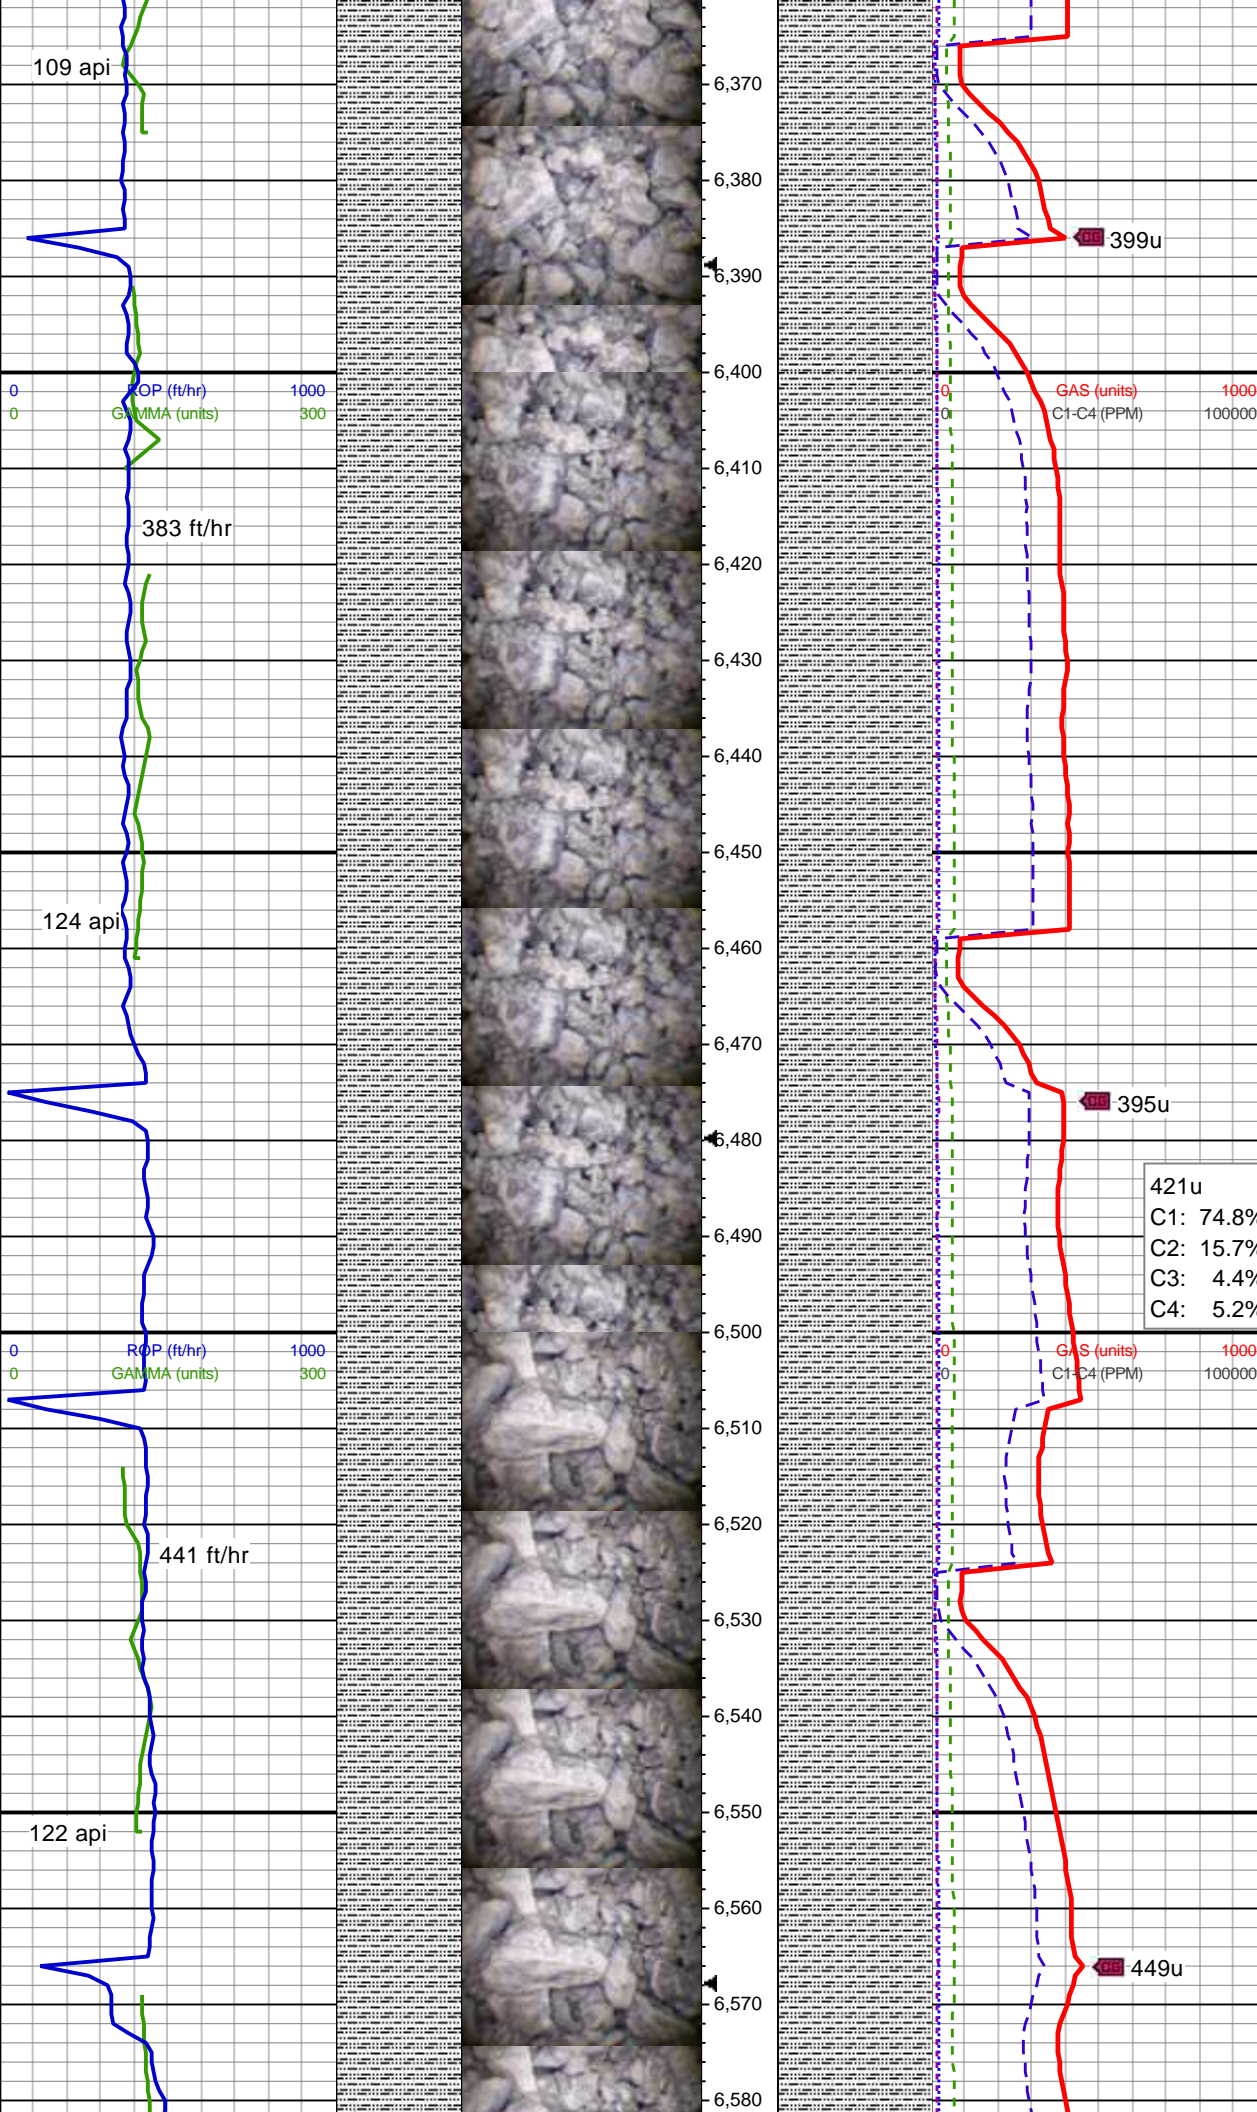 109 api
6,370
6,380
CG
399u
6,390
6,400
0 ROP (ft/hr) 1000
0 GAS (units) 1000
0 GAMMA (units) 300
0 C1-C4 (PPM) 100000
6,410
383 ft/hr
6,420
6,430
6,440
6,450
124 api
6,460
6,470
CG
395u
6,480
421u
6,490
C1: 74.8%
C2: 15.7%
C3: 4.4%
C4: 5.2%
6,500
0 ROP (ft/hr) 1000
0 GAS (units) 1000
0 GAMMA (units) 300
0 C1-C4 (PPM) 100000
6,510
6,520
441 ft/hr
6,530
6,540
6,550
122 api
6,560
CG
449u
6,570
6,580